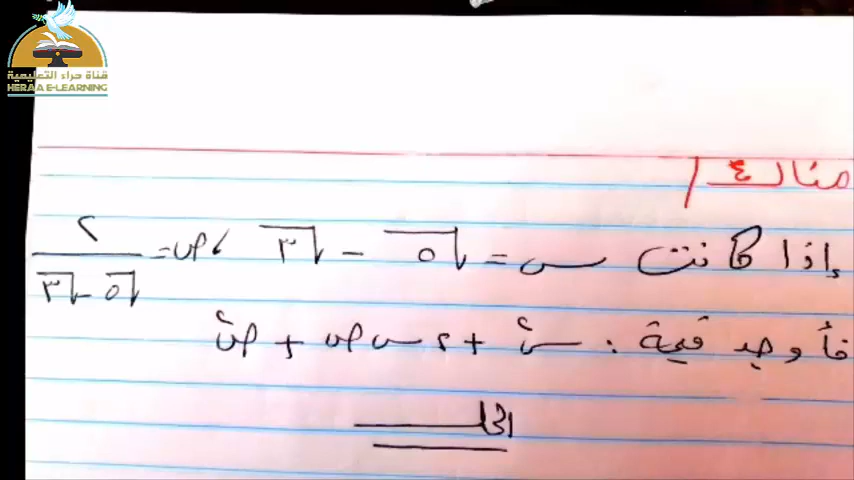 قناة حراء التعليمية
HERAA E-LEARNING
مثال ٤ /
إذا كانت س = √٥ − √٣ ، ص = ٢ / (√٥ − √٣)
فأوجد قيمة : س² + ٢ س ص + ص²
الحل